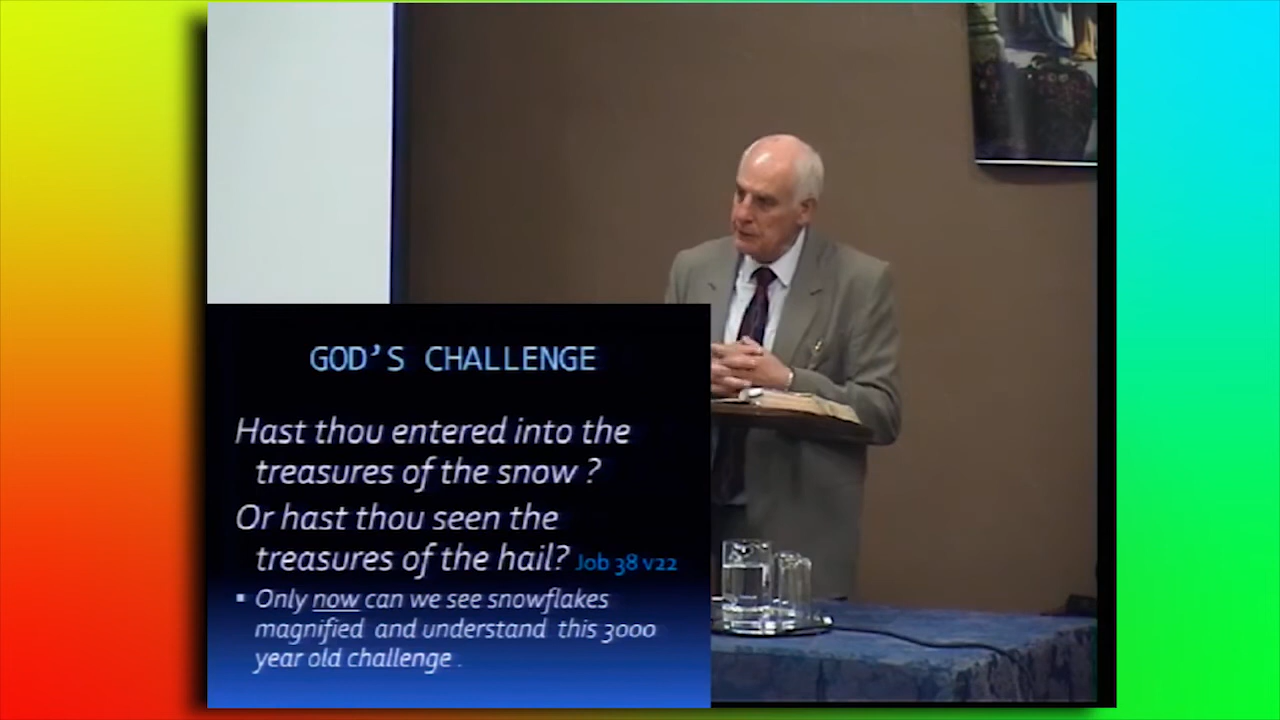 GOD'S CHALLENGE
Hast thou entered into the
treasures of the snow ?
Or hast thou seen the
treasures of the hail? Job 38 v22
▪ Only now can we see snowflakes
magnified and understand this 3000
year old challenge .